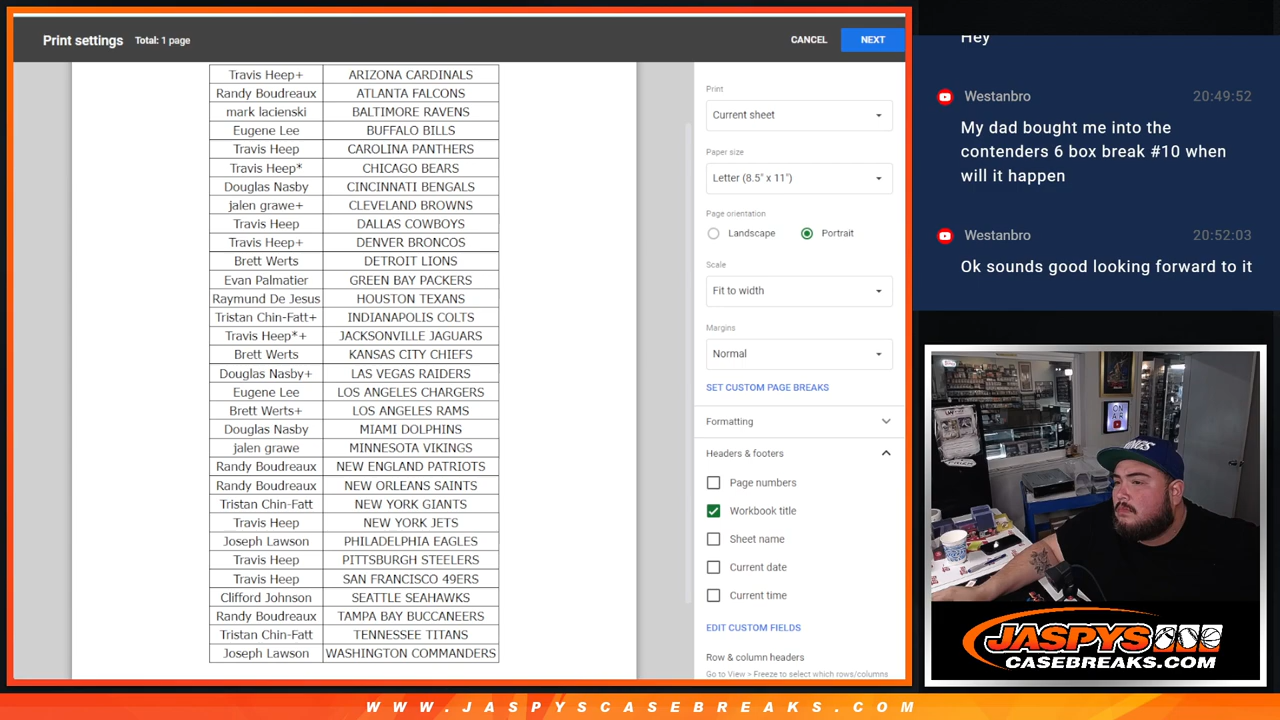 Print settings Total: 1 page CANCEL NEXT
Travis Heep+ ARIZONA CARDINALS
Randy Boudreaux ATLANTA FALCONS
mark lacienski BALTIMORE RAVENS
Eugene Lee BUFFALO BILLS
Travis Heep CAROLINA PANTHERS
Travis Heep* CHICAGO BEARS
Douglas Nasby CINCINNATI BENGALS
jalen grawe+ CLEVELAND BROWNS
Travis Heep DALLAS COWBOYS
Travis Heep+ DENVER BRONCOS
Brett Werts DETROIT LIONS
Evan Palmatier GREEN BAY PACKERS
Raymund De Jesus HOUSTON TEXANS
Tristan Chin-Fatt+ INDIANAPOLIS COLTS
Travis Heep*+ JACKSONVILLE JAGUARS
Brett Werts KANSAS CITY CHIEFS
Douglas Nasby+ LAS VEGAS RAIDERS
Eugene Lee LOS ANGELES CHARGERS
Brett Werts+ LOS ANGELES RAMS
Douglas Nasby MIAMI DOLPHINS
jalen grawe MINNESOTA VIKINGS
Randy Boudreaux NEW ENGLAND PATRIOTS
Randy Boudreaux NEW ORLEANS SAINTS
Tristan Chin-Fatt NEW YORK GIANTS
Travis Heep NEW YORK JETS
Joseph Lawson PHILADELPHIA EAGLES
Travis Heep PITTSBURGH STEELERS
Travis Heep SAN FRANCISCO 49ERS
Clifford Johnson SEATTLE SEAHAWKS
Randy Boudreaux TAMPA BAY BUCCANEERS
Tristan Chin-Fatt TENNESSEE TITANS
Joseph Lawson WASHINGTON COMMANDERS
Print
Current sheet
Paper size
Letter (8.5" x 11")
Page orientation
Landscape Portrait
Scale
Fit to width
Margins
Normal
SET CUSTOM PAGE BREAKS
Formatting
Headers & footers
Page numbers
Workbook title
Sheet name
Current date
Current time
EDIT CUSTOM FIELDS
Row & column headers
Go to View > Freeze to select which rows/columns
Hey
Westanbro 20:49:52
My dad bought me into the
contenders 6 box break #10 when
will it happen
Westanbro 20:52:03
Ok sounds good looking forward to it
ON
AIR
JASPYS
CASEBREAKS.COM
WWW.JASPYSCASEBREAKS.COM